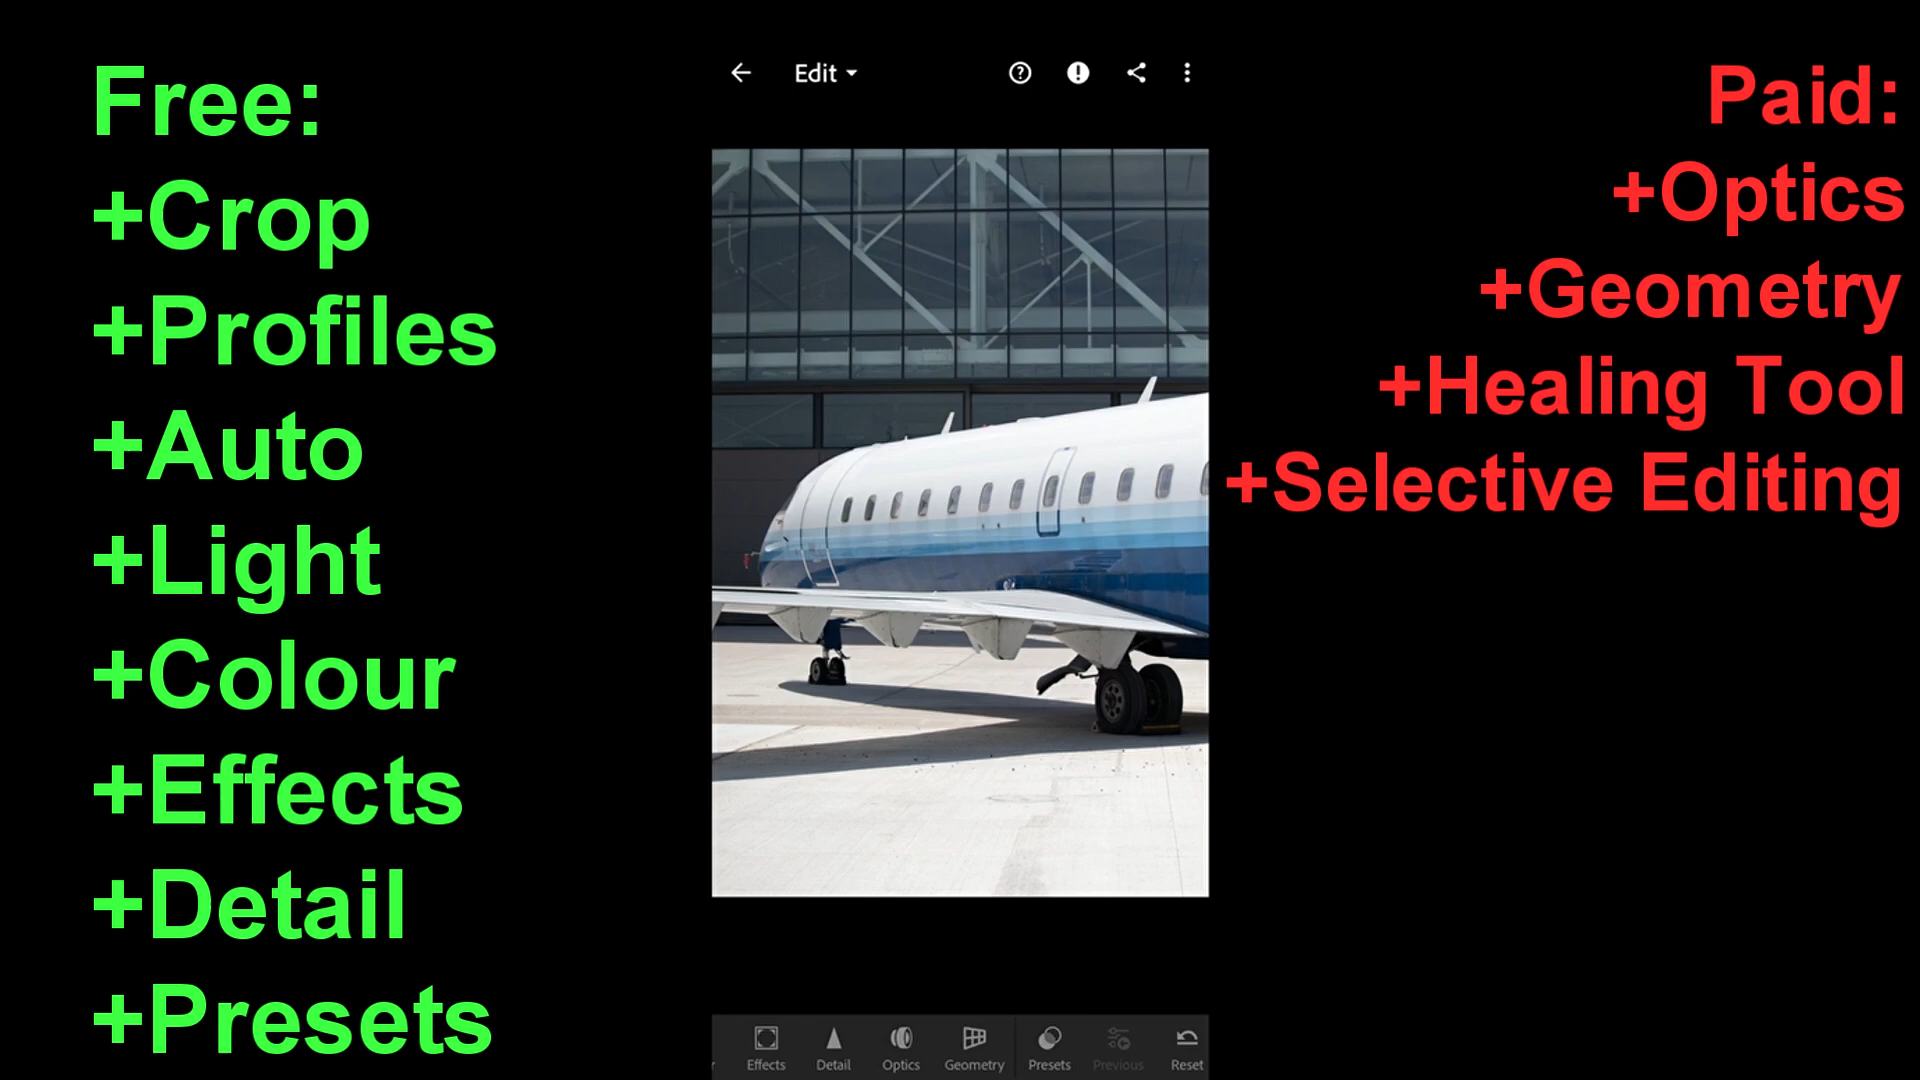 Free:
+Crop
+Profiles
+Auto
+Light
+Colour
+Effects
+Detail
+Presets
Edit
Effects
Detail
Optics
Geometry
Presets
Previous
Reset
Paid:
+Optics
+Geometry
+Healing Tool
+Selective Editing